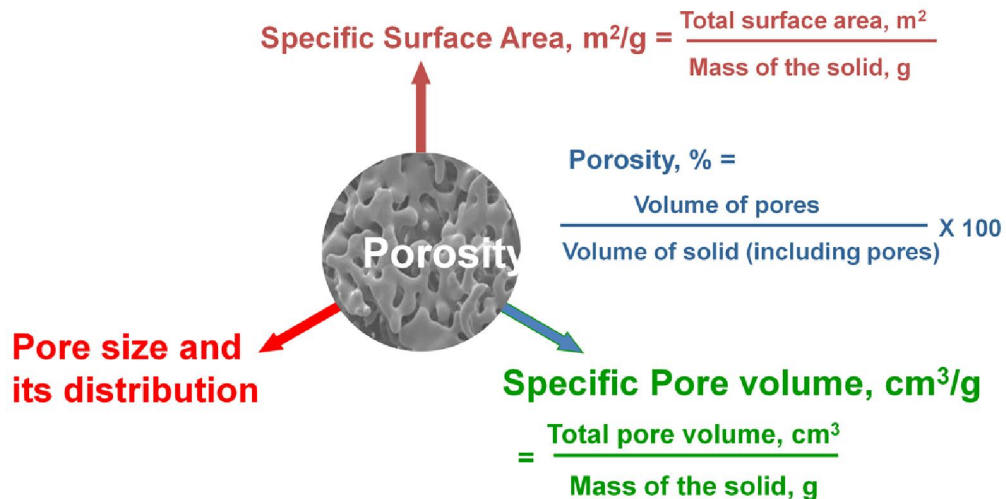 Specific Surface Area, m²/g = Total surface area, m²
Mass of the solid, g
Porosity, % =
Volume of pores
Volume of solid (including pores) X 100
Porosity
Pore size and
its distribution
Specific Pore volume, cm³/g
= Total pore volume, cm³
Mass of the solid, g